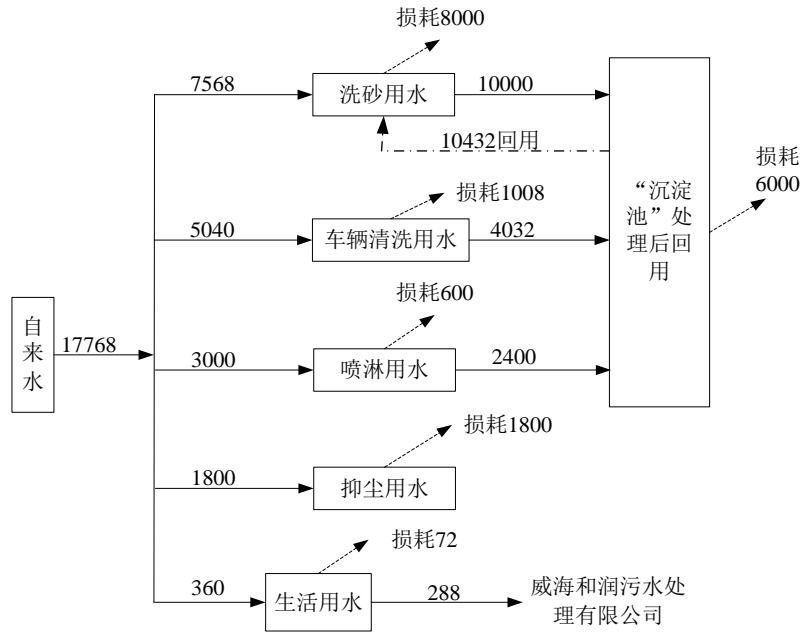 损耗8000
7568
洗砂用水
10000
10432回用
损耗
6000
“沉淀
池”处
理后回
用
损耗1008
5040
车辆清洗用水
4032
损耗600
自
来
水
17768
3000
喷淋用水
2400
损耗1800
1800
抑尘用水
损耗72
360
生活用水
288
威海和润污水处
理有限公司